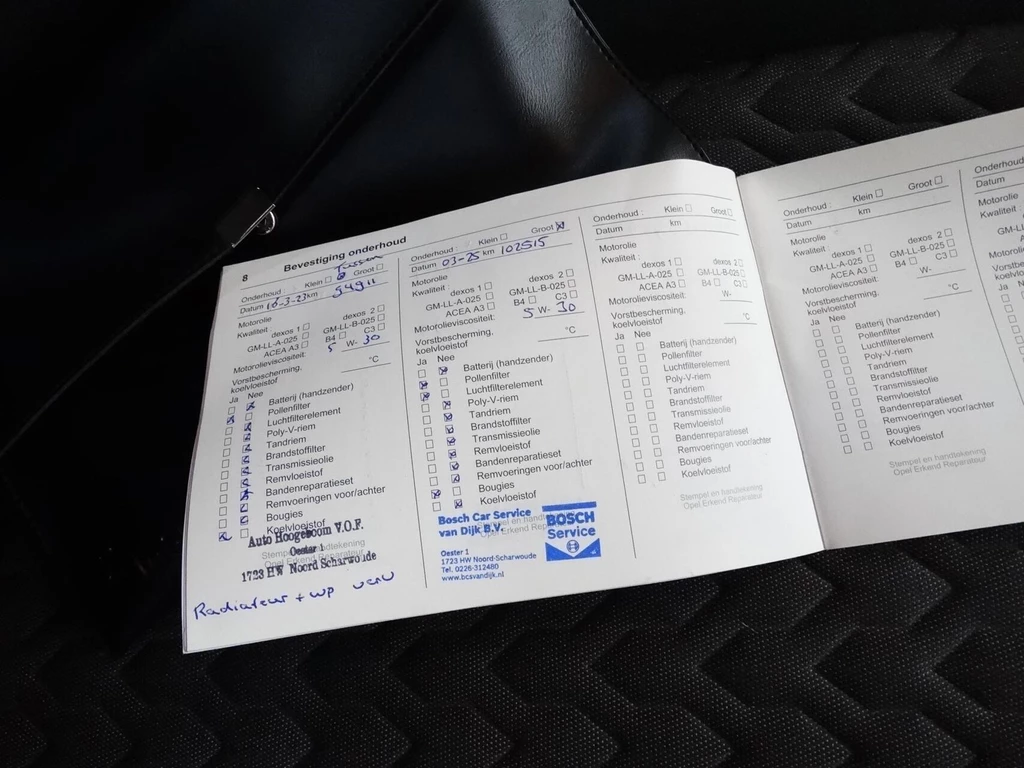 8 Bevestiging onderhoud
Tussen
Onderhoud : Klein Groot
Datum 16-3-23 km 94911
Motorolie
Kwaliteit : dexos 1 dexos 2
GM-LL-A-025 GM-LL-B-025
ACEA A3 B4 C3
Motorolieviscositeit: 5 W- 30
Vorstbescherming,
koelvloeistof °C
Ja Nee
Batterij (handzender)
Pollenfilter
Luchtfilterelement
Poly-V-riem
Tandriem
Brandstoffilter
Transmissieolie
Remvloeistof
Bandenreparatieset
Remvoeringen voor/achter
Bougies
Koelvloeistof
Stempel en handtekening
Opel Erkend Reparateur
Auto Hoogeboom V.O.F.
Oester 1
1723 HW Noord Scharwoude
Radiateur + wp
Onderhoud : Klein Groot
Datum 03-25 km 102515
Motorolie
Kwaliteit : dexos 1 dexos 2
GM-LL-A-025 GM-LL-B-025
ACEA A3 B4 C3
Motorolieviscositeit: 5 W- 30
Vorstbescherming,
koelvloeistof °C
Ja Nee
Batterij (handzender)
Pollenfilter
Luchtfilterelement
Poly-V-riem
Tandriem
Brandstoffilter
Transmissieolie
Remvloeistof
Bandenreparatieset
Remvoeringen voor/achter
Bougies
Koelvloeistof
Bosch Car Service
van Dijk B.V.
Oester 1
1723 HW Noord-Scharwoude
Tel. 0226-312480
www.bcsvandijk.nl
BOSCH
Service
Onderhoud : Klein Groot
Datum km
Motorolie
Kwaliteit : dexos 1 dexos 2
GM-LL-A-025 GM-LL-B-025
ACEA A3 B4 C3
Motorolieviscositeit: W-
Vorstbescherming,
koelvloeistof °C
Ja Nee
Batterij (handzender)
Pollenfilter
Luchtfilterelement
Poly-V-riem
Tandriem
Brandstoffilter
Transmissieolie
Remvloeistof
Bandenreparatieset
Remvoeringen voor/achter
Bougies
Koelvloeistof
Stempel en handtekening
Opel Erkend Reparateur
Onderhoud : Klein Groot
Datum km
Motorolie
Kwaliteit : dexos 1 dexos 2
GM-LL-A-025 GM-LL-B-025
ACEA A3 B4 C3
Motorolieviscositeit: W-
Vorstbescherming,
koelvloeistof °C
Ja Nee
Batterij (handzender)
Pollenfilter
Luchtfilterelement
Poly-V-riem
Tandriem
Brandstoffilter
Transmissieolie
Remvloeistof
Bandenreparatieset
Remvoeringen voor/achter
Bougies
Koelvloeistof
Stempel en handtekening
Opel Erkend Reparateur
Onderhoud
Datum
Motorolie
Kwaliteit :